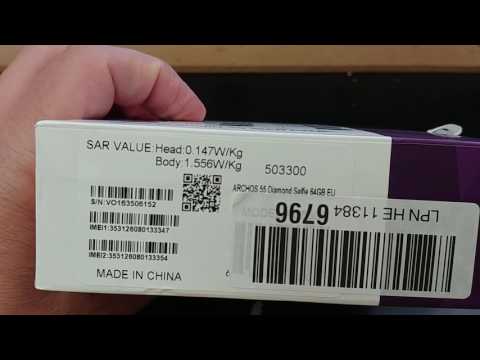 SAR VALUE: Head:0.147W/Kg
Body:1.556W/Kg
503300
S/N:VO163506152
IMEI1:353126080133347
IMEI2:353126080133354
MADE IN CHINA
ARCHOS 55 Diamond Selfie 64GB EU
6796
LPN HE 11384